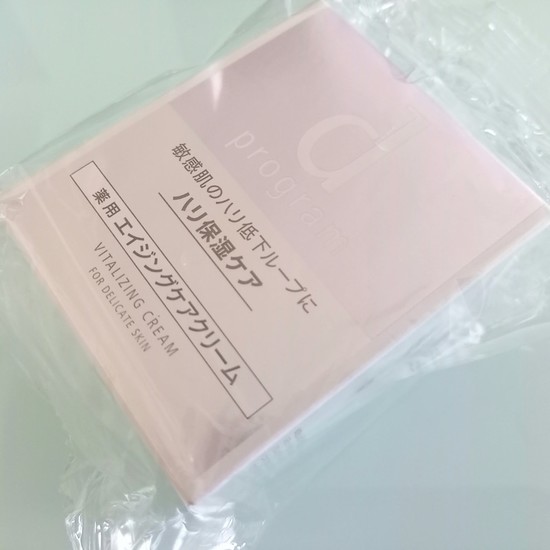 d
program
敏感肌のハリ低下ループに
ハリ保湿ケア
薬用 エイジングケアクリーム
VITALIZING CREAM
FOR DELICATE SKIN